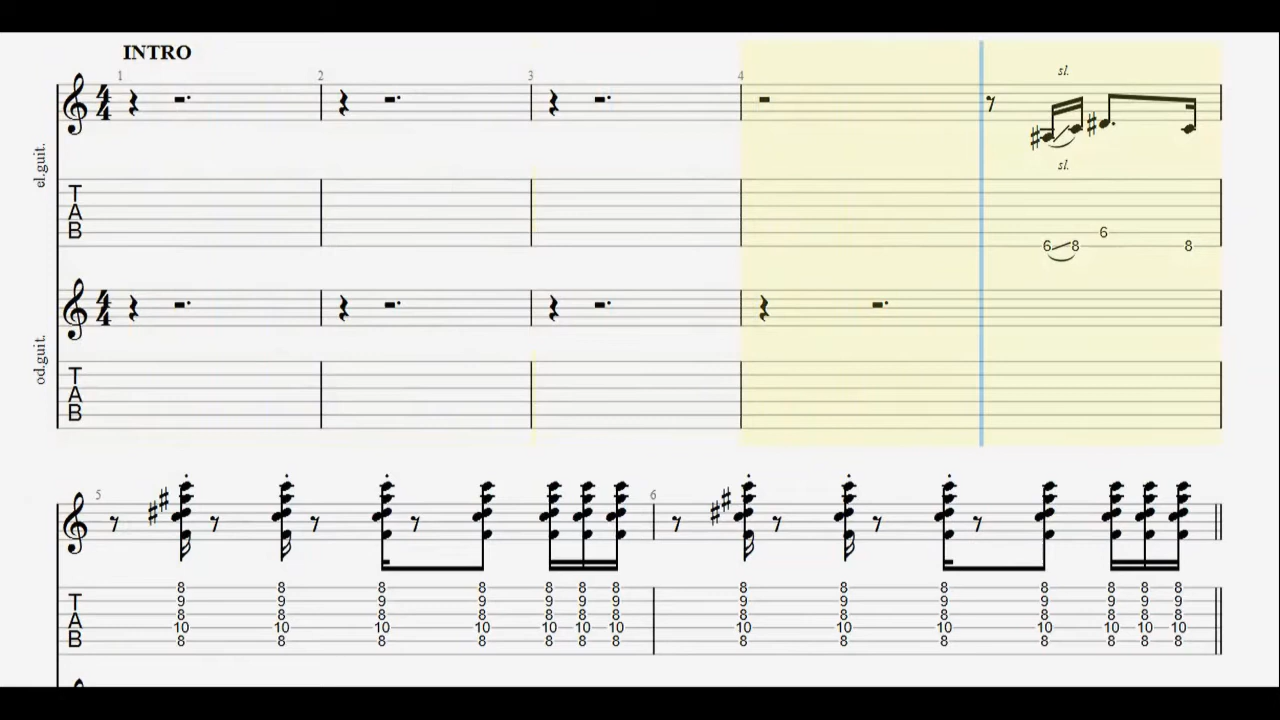 INTRO
1 2 3 4
4 4
sl.
el.guit.
sl.
T
A
B
6
6 8 8
4 4
od.guit.
T
A
B
5 6
8 8 8 8 8 8 8 8 8 8 8 8 8 8
T 9 9 9 9 9 9 9 9 9 9 9 9 9 9
8 8 8 8 8 8 8 8 8 8 8 8 8 8
A 10 10 10 10 10 10 10 10 10 10 10 10 10 10
B 8 8 8 8 8 8 8 8 8 8 8 8 8 8